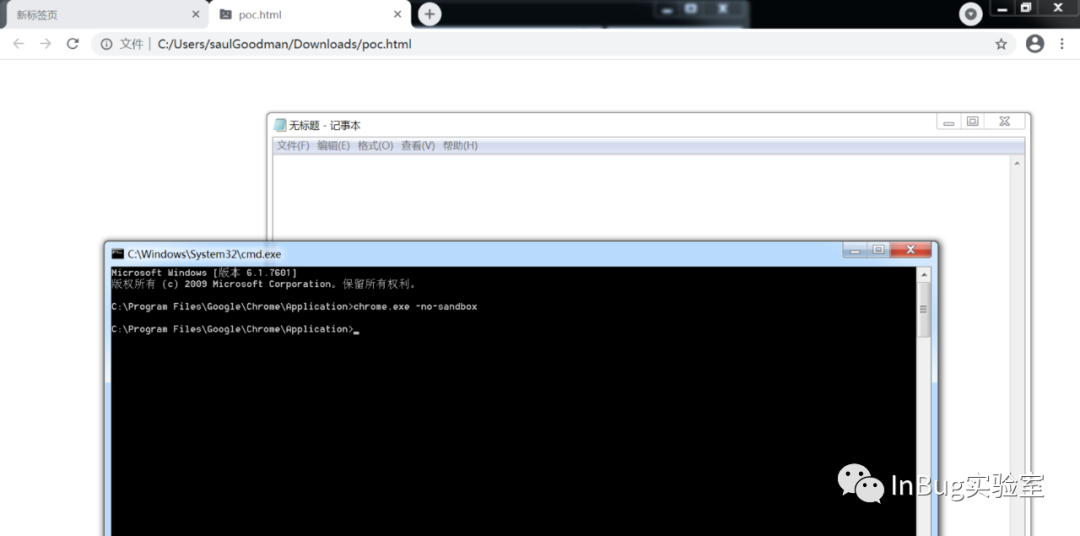 新标签页
poc.html
文件
C:/Users/saulGoodman/Downloads/poc.html
无标题 - 记事本
文件(F) 编辑(E) 格式(O) 查看(V) 帮助(H)
C:\Windows\System32\cmd.exe
Microsoft Windows [版本 6.1.7601]
版权所有 (c) 2009 Microsoft Corporation。保留所有权利。
C:\Program Files\Google\Chrome\Application>chrome.exe -no-sandbox
C:\Program Files\Google\Chrome\Application>
InBug实验室